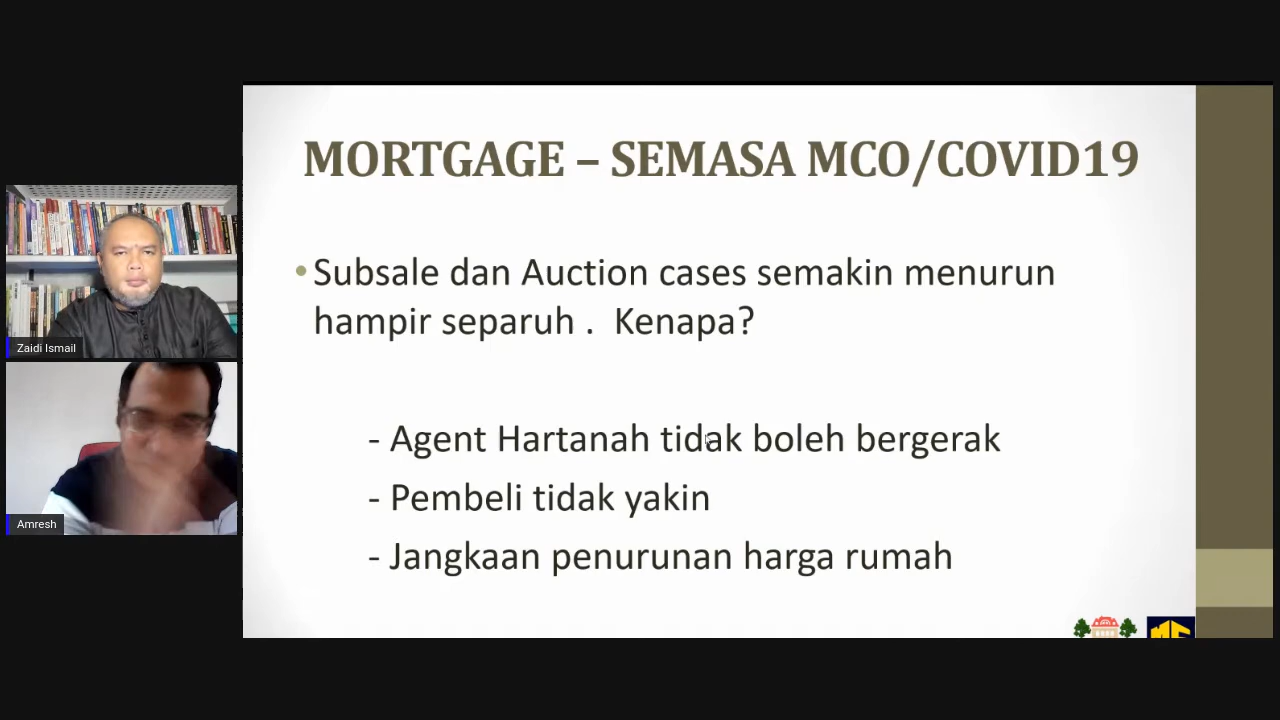 MORTGAGE – SEMASA MCO/COVID19
• Subsale dan Auction cases semakin menurun
hampir separuh . Kenapa?
- Agent Hartanah tidak boleh bergerak
- Pembeli tidak yakin
- Jangkaan penurunan harga rumah
Zaidi Ismail
Amresh